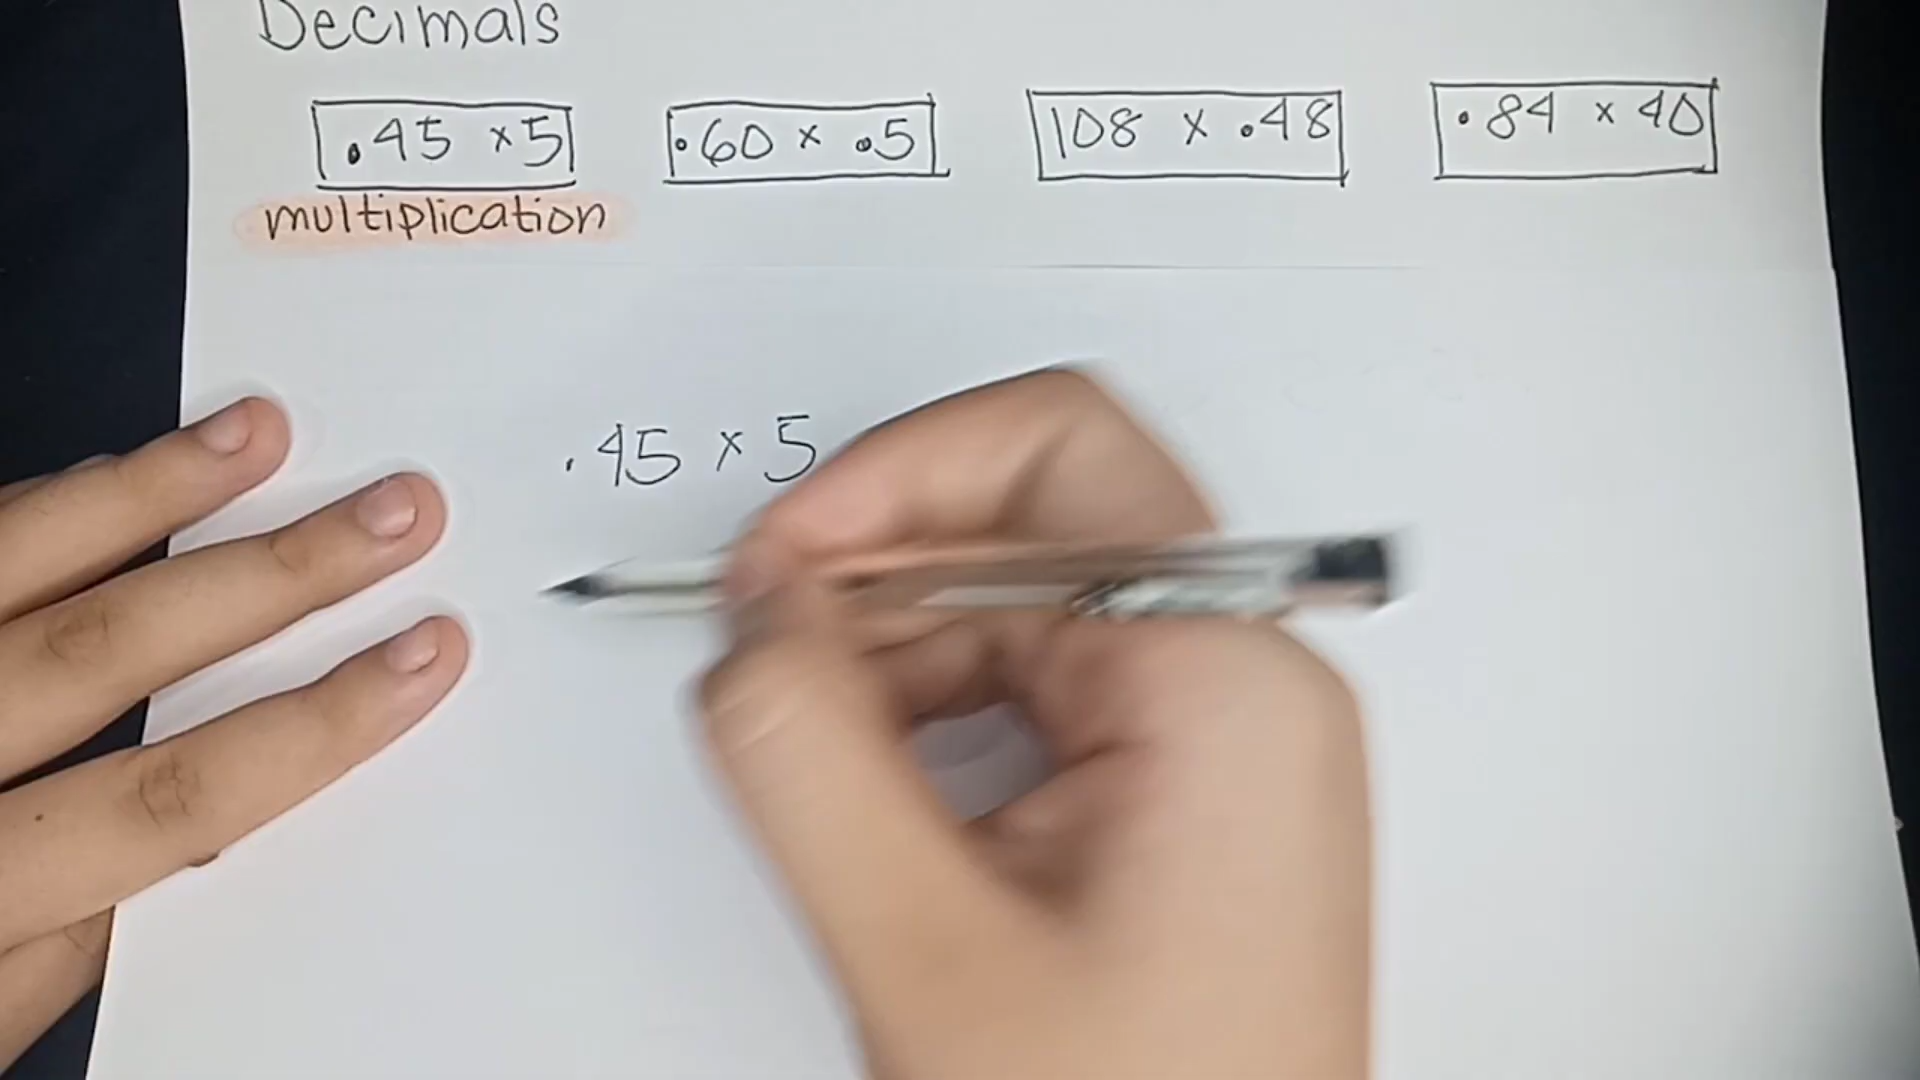 Decimals
.45 x 5
.60 x .5
108 x .48
.84 x 40
multiplication
.45 x 5